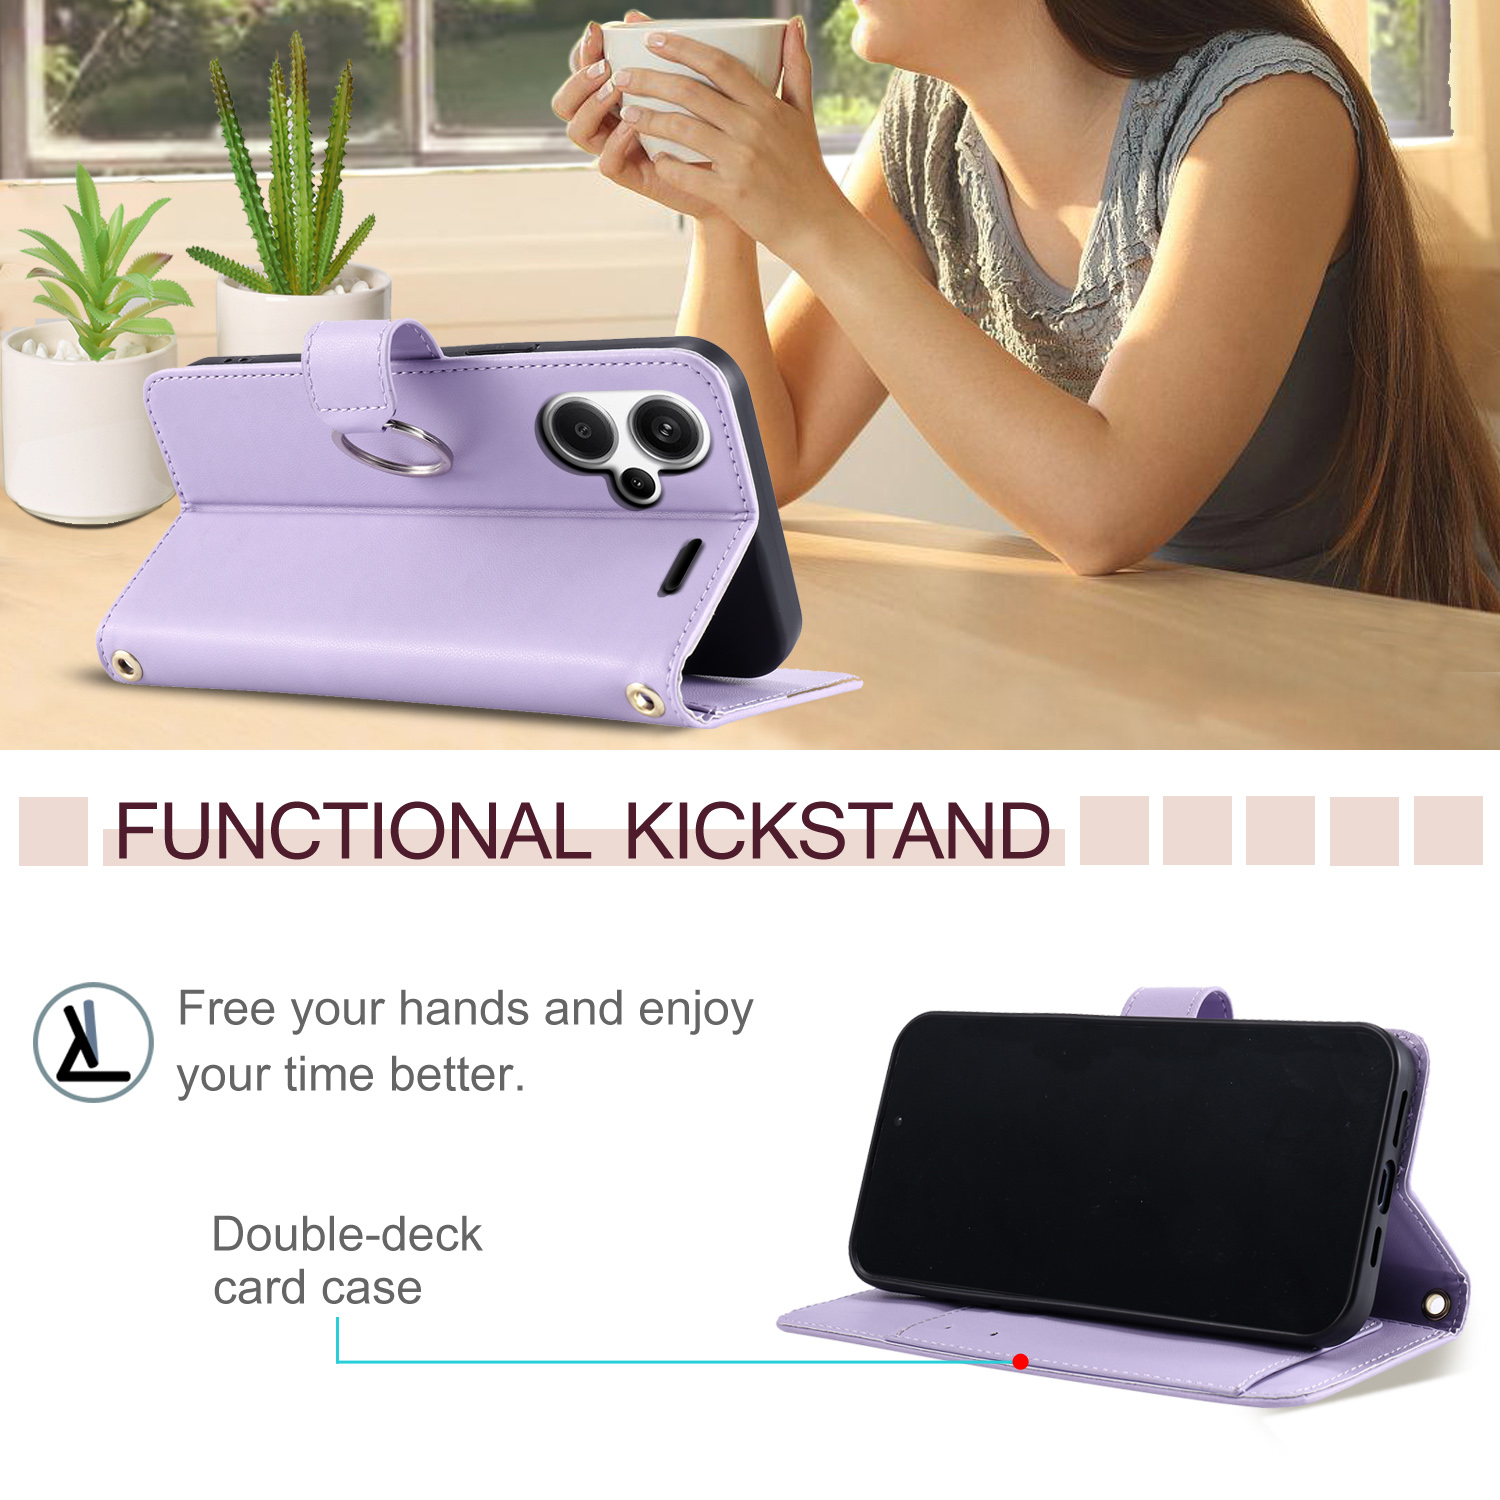 FUNCTIONAL KICKSTAND
Free your hands and enjoy
your time better.
Double-deck
card case